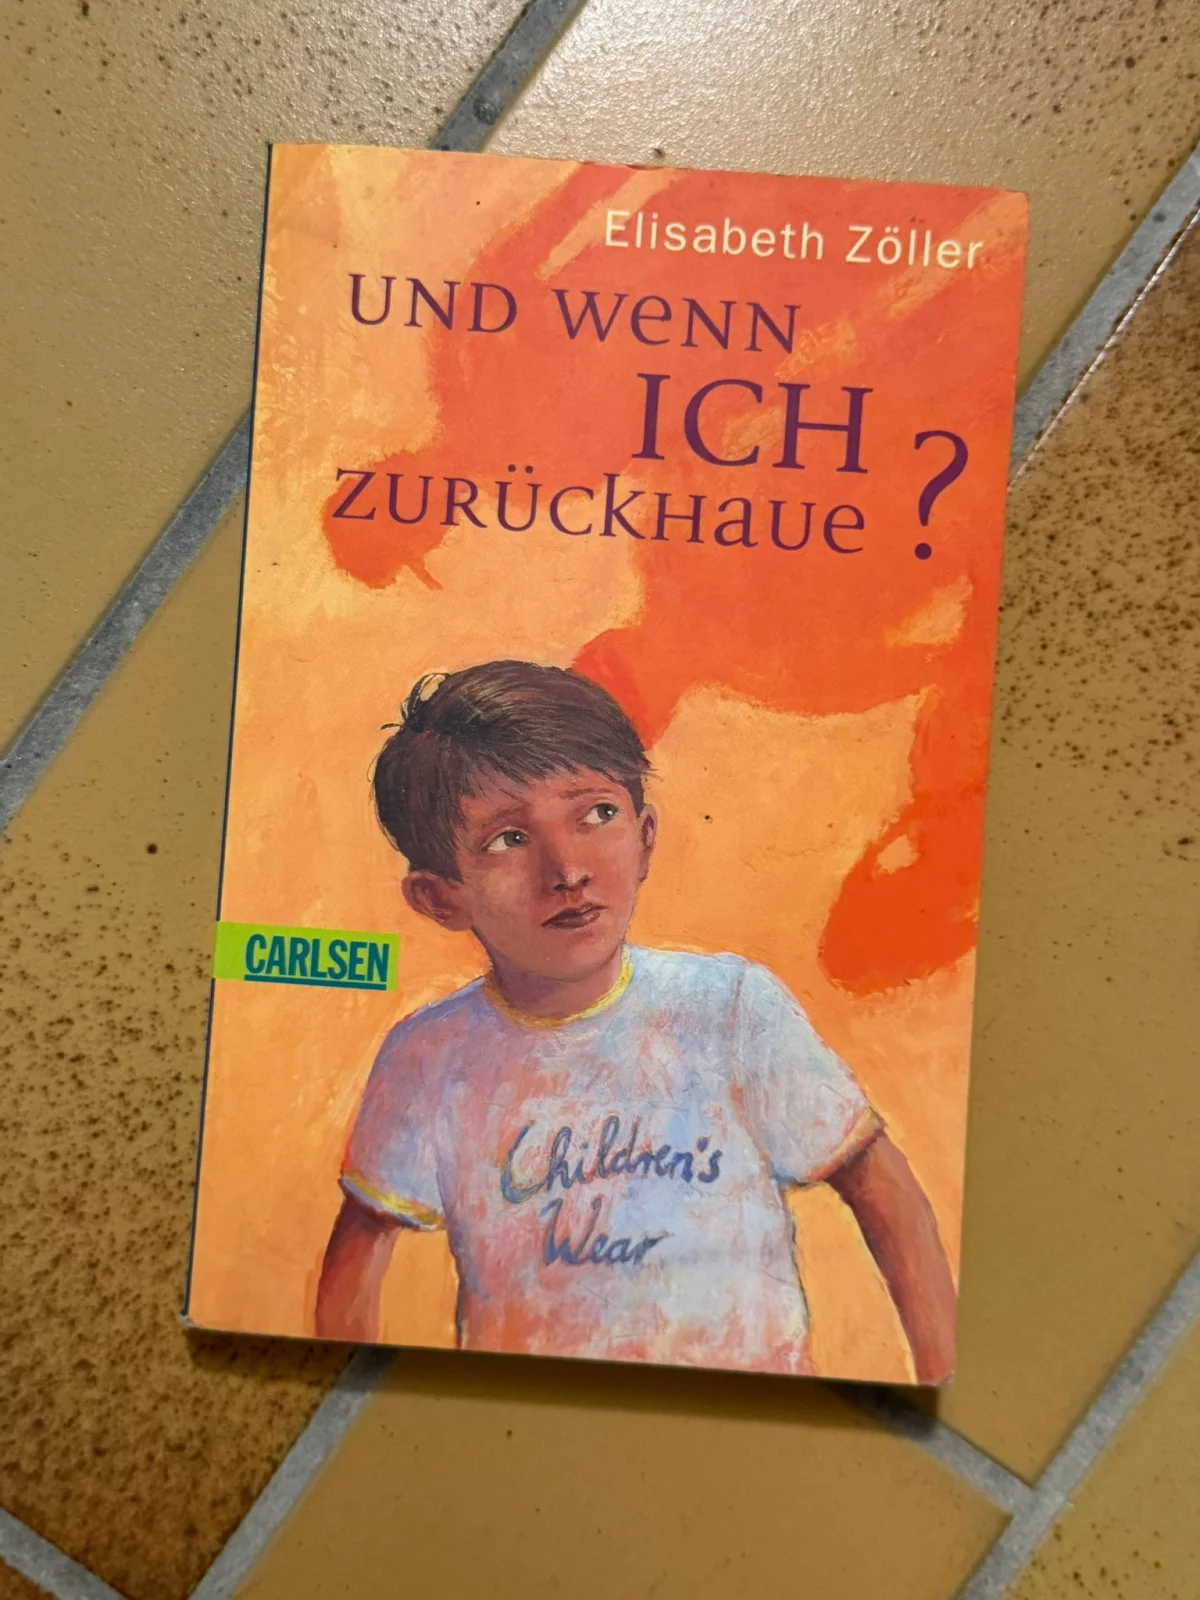 Elisabeth Zöller
UND WENN
ICH
ZURÜCKHAUE?
CARLSEN
Children's
Wear